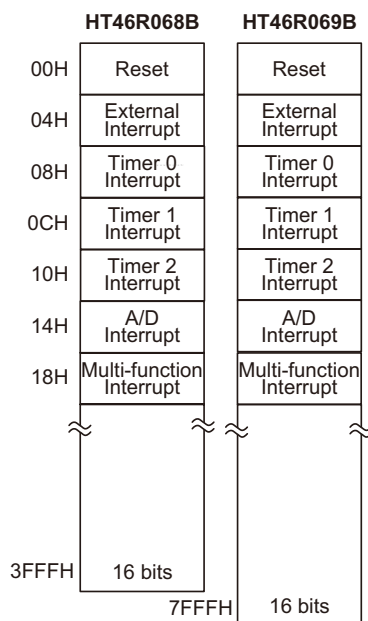 HT46R068B HT46R069B
00H Reset Reset
04H External Interrupt External Interrupt
08H Timer 0 Interrupt Timer 0 Interrupt
0CH Timer 1 Interrupt Timer 1 Interrupt
10H Timer 2 Interrupt Timer 2 Interrupt
14H A/D Interrupt A/D Interrupt
18H Multi-function Interrupt Multi-function Interrupt
3FFFH 16 bits
7FFFH 16 bits